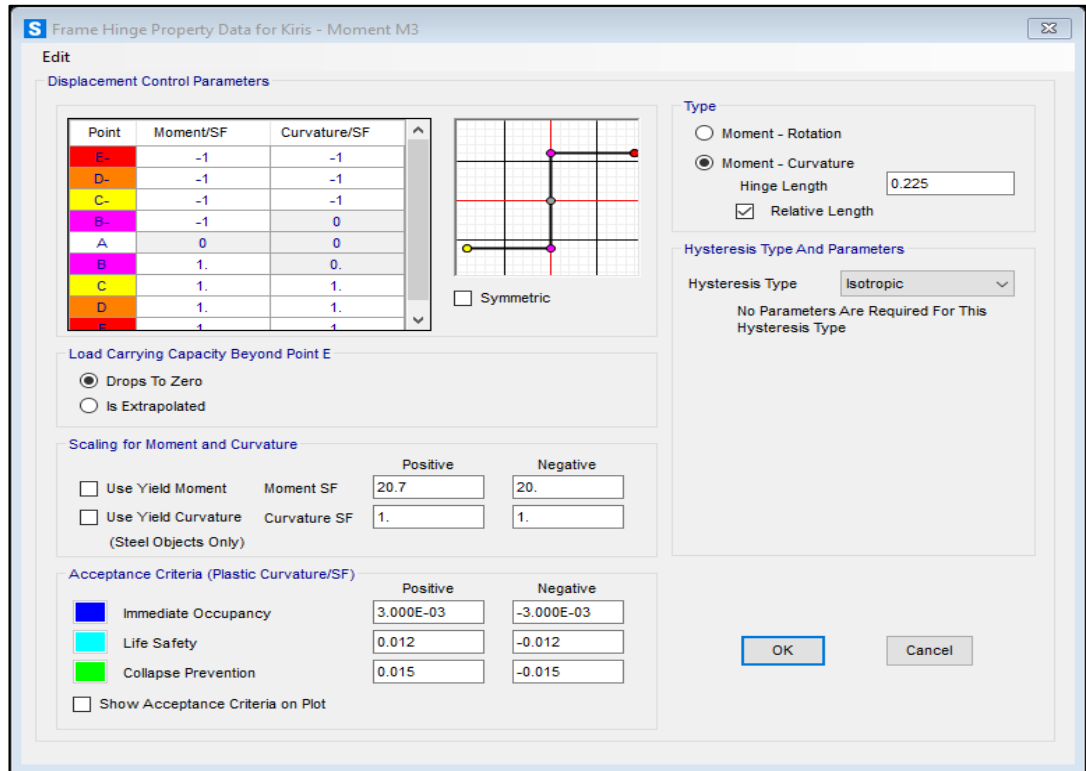 S Frame Hinge Property Data for Kiris - Moment M3
Edit
Displacement Control Parameters
Point Moment/SF Curvature/SF
E- -1 -1
D- -1 -1
C- -1 -1
B- -1 0
A 0 0
B 1. 0.
C 1. 1.
D 1. 1.
E 1. 1.
Symmetric
Load Carrying Capacity Beyond Point E
Drops To Zero
Is Extrapolated
Scaling for Moment and Curvature
Positive Negative
Use Yield Moment Moment SF 20.7 20.
Use Yield Curvature Curvature SF 1. 1.
(Steel Objects Only)
Acceptance Criteria (Plastic Curvature/SF)
Positive Negative
Immediate Occupancy 3.000E-03 -3.000E-03
Life Safety 0.012 -0.012
Collapse Prevention 0.015 -0.015
Show Acceptance Criteria on Plot
Type
Moment - Rotation
Moment - Curvature
Hinge Length 0.225
Relative Length
Hysteresis Type And Parameters
Hysteresis Type Isotropic
No Parameters Are Required For This
Hysteresis Type
OK Cancel